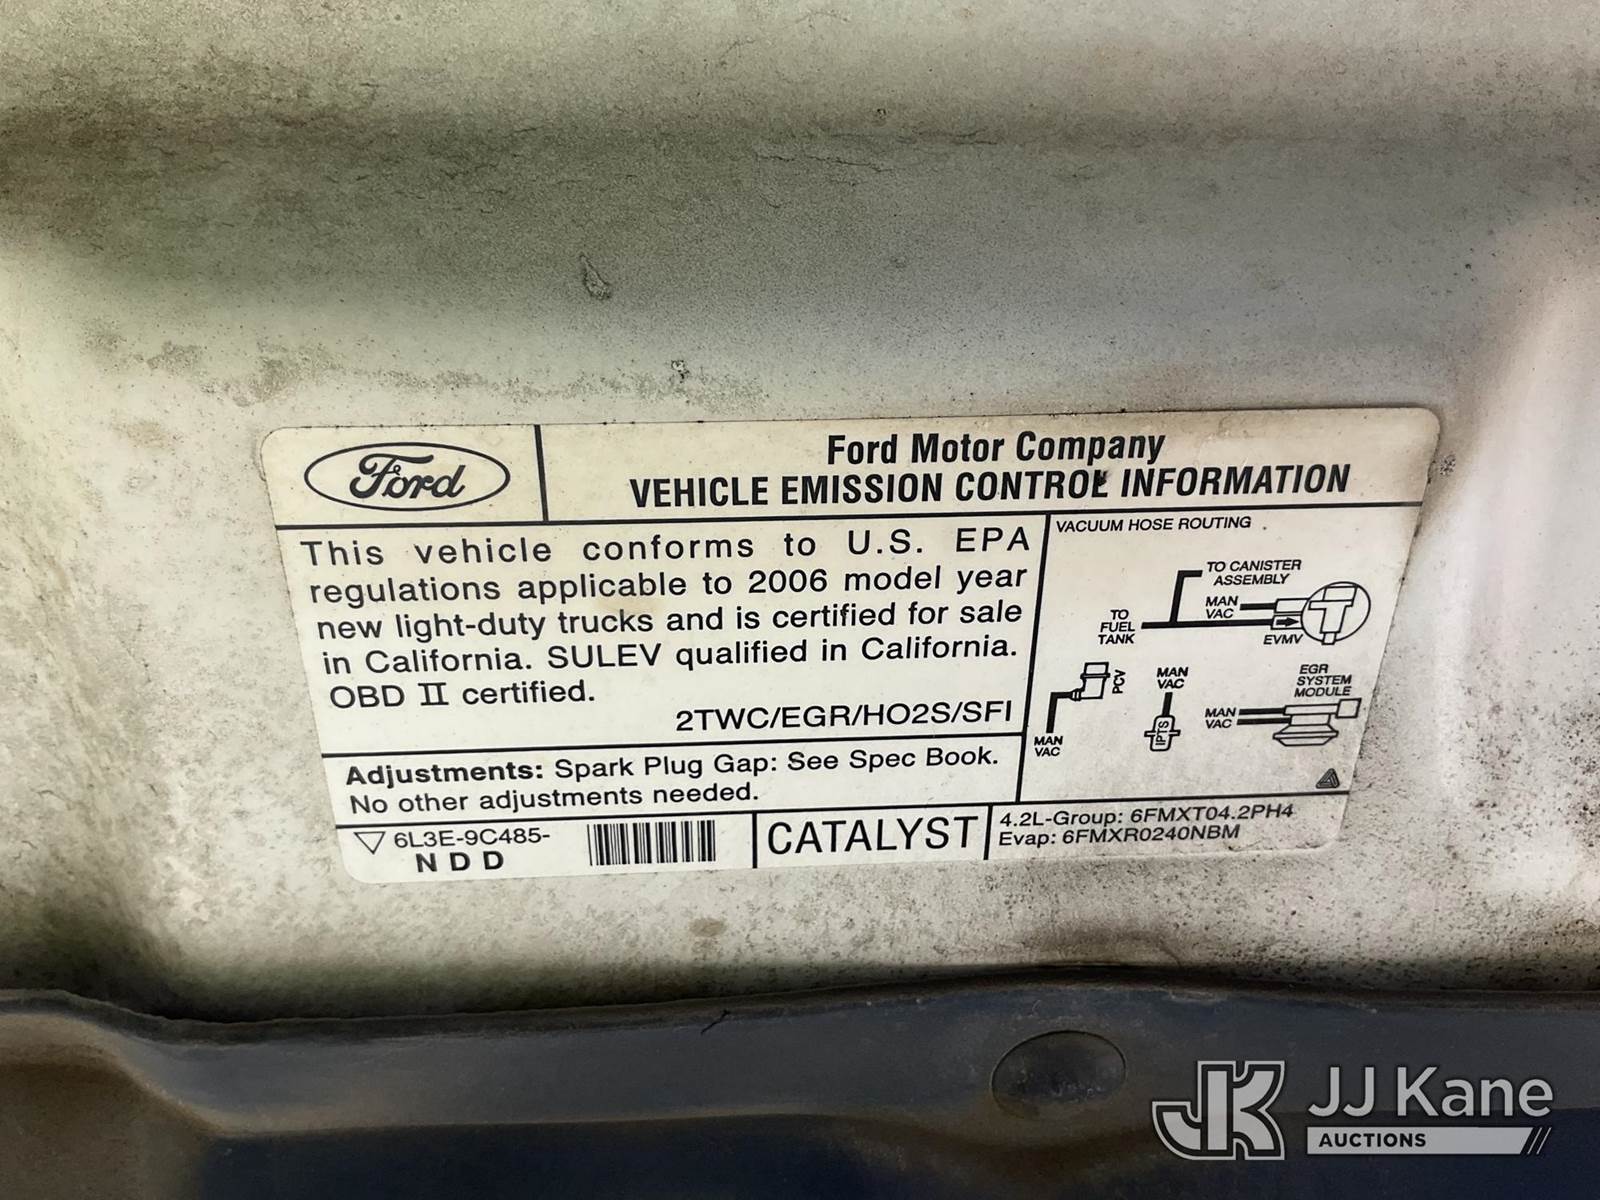 Ford
Ford Motor Company
VEHICLE EMISSION CONTROL INFORMATION
This vehicle conforms to U.S. EPA
regulations applicable to 2006 model year
new light-duty trucks and is certified for sale
in California. SULEV qualified in California.
OBD II certified.
2TWC/EGR/HO2S/SFI
Adjustments: Spark Plug Gap: See Spec Book.
No other adjustments needed.
6L3E-9C485-
NDD
CATALYST
VACUUM HOSE ROUTING
TO CANISTER
ASSEMBLY
MAN
VAC
TO
FUEL
TANK
EVMV
PCV
MAN
VAC
MAN
VAC
IPTS
EGR
SYSTEM
MODULE
MAN
VAC
4.2L-Group: 6FMXT04.2PH4
Evap: 6FMXR0240NBM
JK
JJ Kane
AUCTIONS